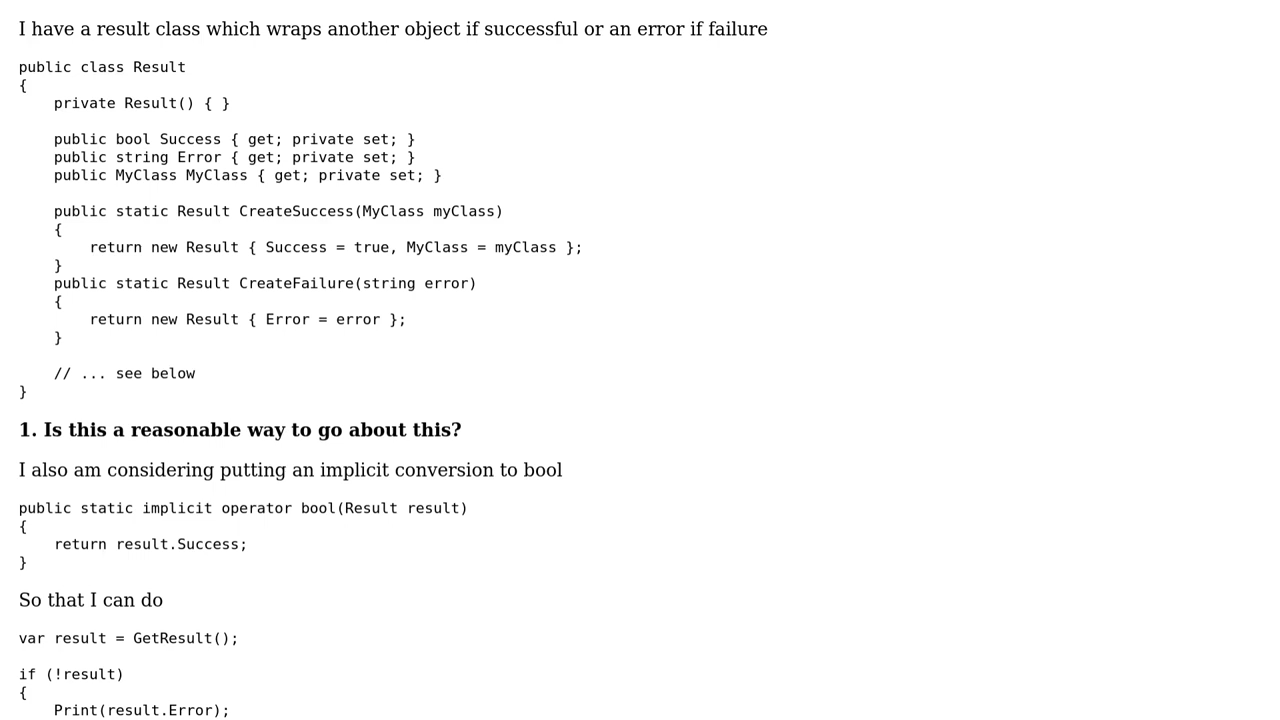 I have a result class which wraps another object if successful or an error if failure
public class Result
{
    private Result() { }

    public bool Success { get; private set; }
    public string Error { get; private set; }
    public MyClass MyClass { get; private set; }

    public static Result CreateSuccess(MyClass myClass)
    {
        return new Result { Success = true, MyClass = myClass };
    }
    public static Result CreateFailure(string error)
    {
        return new Result { Error = error };
    }

    // ... see below
}
1. Is this a reasonable way to go about this?
I also am considering putting an implicit conversion to bool
public static implicit operator bool(Result result)
{
    return result.Success;
}
So that I can do
var result = GetResult();

if (!result)
{
    Print(result.Error);